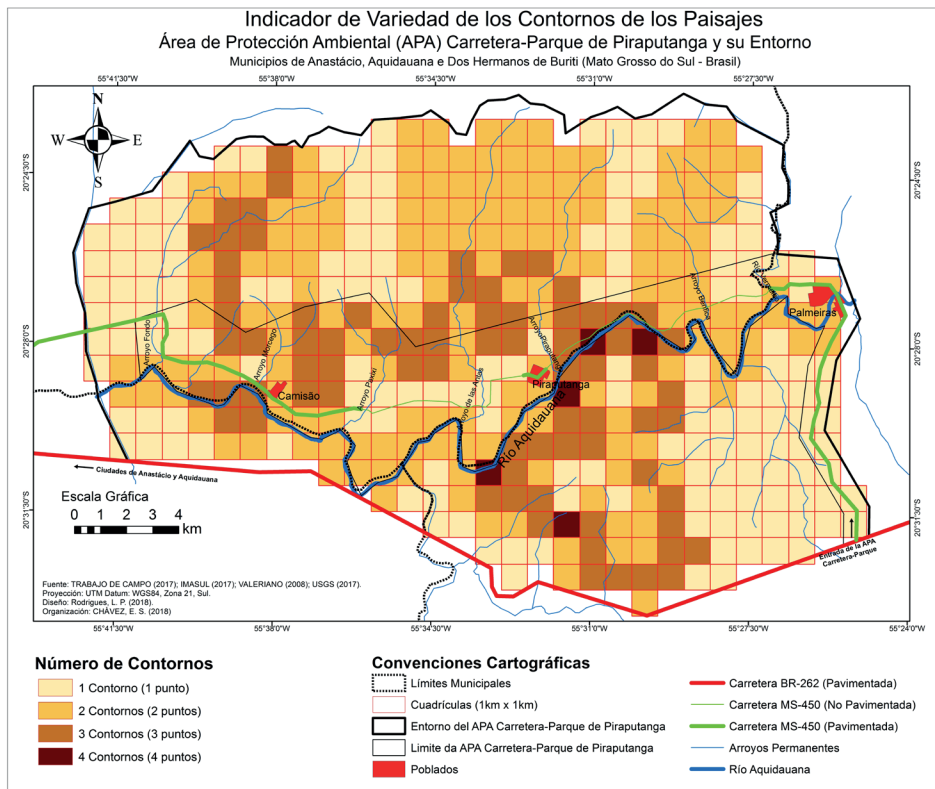 Indicador de Variedad de los Contornos de los Paisajes
Área de Protección Ambiental (APA) Carretera-Parque de Piraputanga y su Entorno
Municipios de Anastácio, Aquidauana e Dos Hermanos de Buriti (Mato Grosso do Sul - Brasil)
55°41'30"W 55°38'0"W 55°34'30"W 55°31'0"W 55°27'30"W
N
W E
S
20°24'30"S 20°24'30"S
Arroyo Benfica
Palmeiras
20°28'0"S 20°28'0"S
Arroyo Fondo
Arroyo Morcego
Arroyo Paxixi
Arroyo Piraputanga
Camisão
Piraputanga
Río Aquidauana
Ciudades de Anastácio y Aquidauana
Escala Gráfica
0 1 2 3 4
km
20°31'30"S 20°31'30"S
Entrada de la APA
Carretera-Parque
Fuente: TRABAJO DE CAMPO (2017); IMASUL (2017); VALERIANO (2008); USGS (2017).
Proyección: UTM Datum: WGS84, Zona 21, Sul.
Diseño: Rodrigues, L. P. (2018).
Organización: CHÁVEZ, E. S. (2018)
55°41'30"W 55°38'0"W 55°34'30"W 55°31'0"W 55°27'30"W 55°24'0"W
Número de Contornos
1 Contorno (1 punto)
2 Contornos (2 puntos)
3 Contornos (3 puntos)
4 Contornos (4 puntos)
Convenciones Cartográficas
Límites Municipales
Cuadrículas (1km x 1km)
Entorno del APA Carretera-Parque de Piraputanga
Limite da APA Carretera-Parque de Piraputanga
Poblados
Carretera BR-262 (Pavimentada)
Carretera MS-450 (No Pavimentada)
Carretera MS-450 (Pavimentada)
Arroyos Permanentes
Río Aquidauana